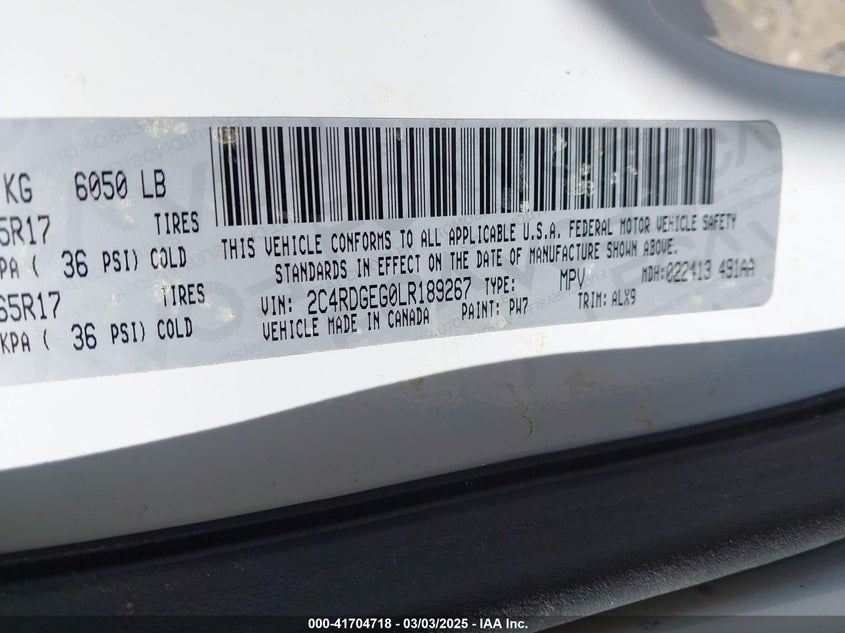 KG 6050 LB
5R17 TIRES
KPA ( 36 PSI) COLD
65R17 TIRES
KPA ( 36 PSI) COLD
THIS VEHICLE CONFORMS TO ALL APPLICABLE U.S.A. FEDERAL MOTOR VEHICLE SAFETY
STANDARDS IN EFFECT ON THE DATE OF MANUFACTURE SHOWN ABOVE.
VIN: 2C4RDGEG0LR189267 TYPE: MPV MDH:022413 491AA
VEHICLE MADE IN CANADA PAINT: PW7 TRIM: ALX9
000-41704718 | 03/03/2025 - IAA Inc.